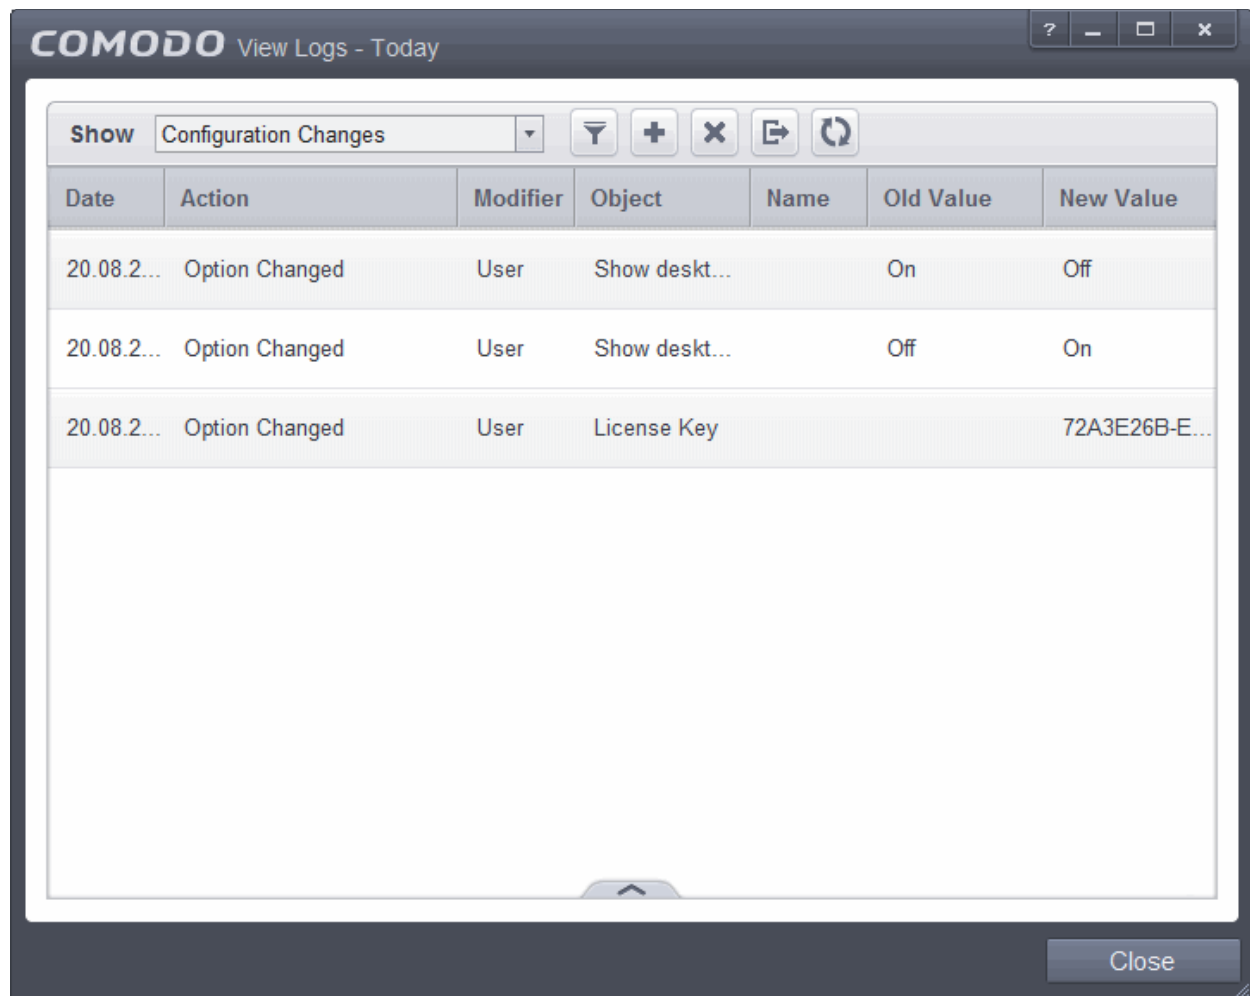 COMODO View Logs - Today ?
Show Configuration Changes
Date Action Modifier Object Name Old Value New Value
20.08.2... Option Changed User Show deskt... On Off
20.08.2... Option Changed User Show deskt... Off On
20.08.2... Option Changed User License Key 72A3E26B-E...
Close